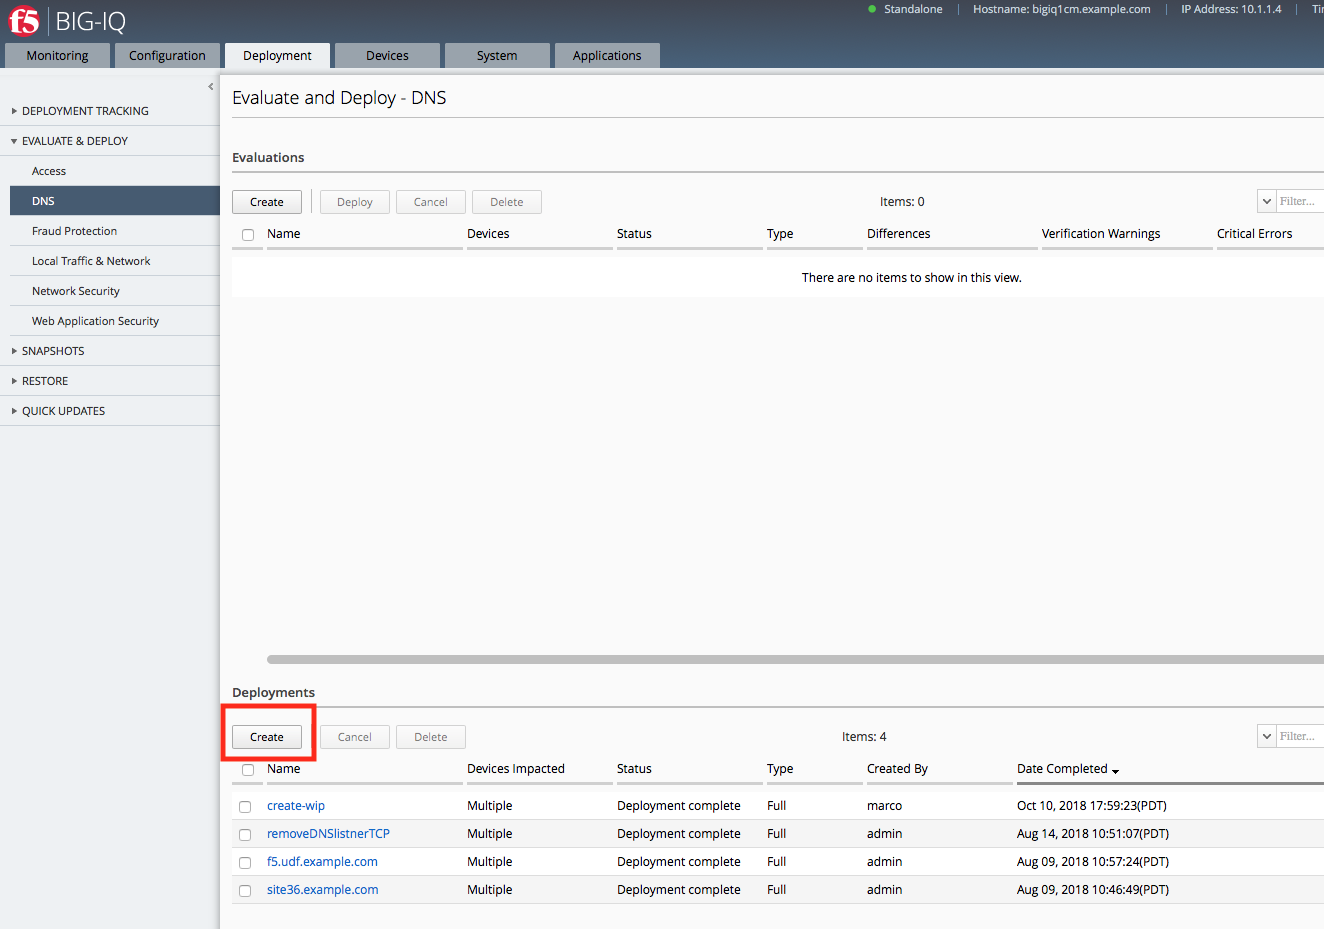 f5 BIG-IQ
Standalone Hostname: bigiq1cm.example.com IP Address: 10.1.1.4
Monitoring Configuration Deployment Devices System Applications
DEPLOYMENT TRACKING
EVALUATE & DEPLOY
Access
DNS
Fraud Protection
Local Traffic & Network
Network Security
Web Application Security
SNAPSHOTS
RESTORE
QUICK UPDATES
Evaluate and Deploy - DNS
Evaluations
Create Deploy Cancel Delete Items: 0 Filter...
Name Devices Status Type Differences Verification Warnings Critical Errors
There are no items to show in this view.
Deployments
Create Cancel Delete Items: 4 Filter...
Name Devices Impacted Status Type Created By Date Completed
create-wip Multiple Deployment complete Full marco Oct 10, 2018 17:59:23(PDT)
removeDNSlistnerTCP Multiple Deployment complete Full admin Aug 14, 2018 10:51:07(PDT)
f5.udf.example.com Multiple Deployment complete Full admin Aug 09, 2018 10:57:24(PDT)
site36.example.com Multiple Deployment complete Full admin Aug 09, 2018 10:46:49(PDT)